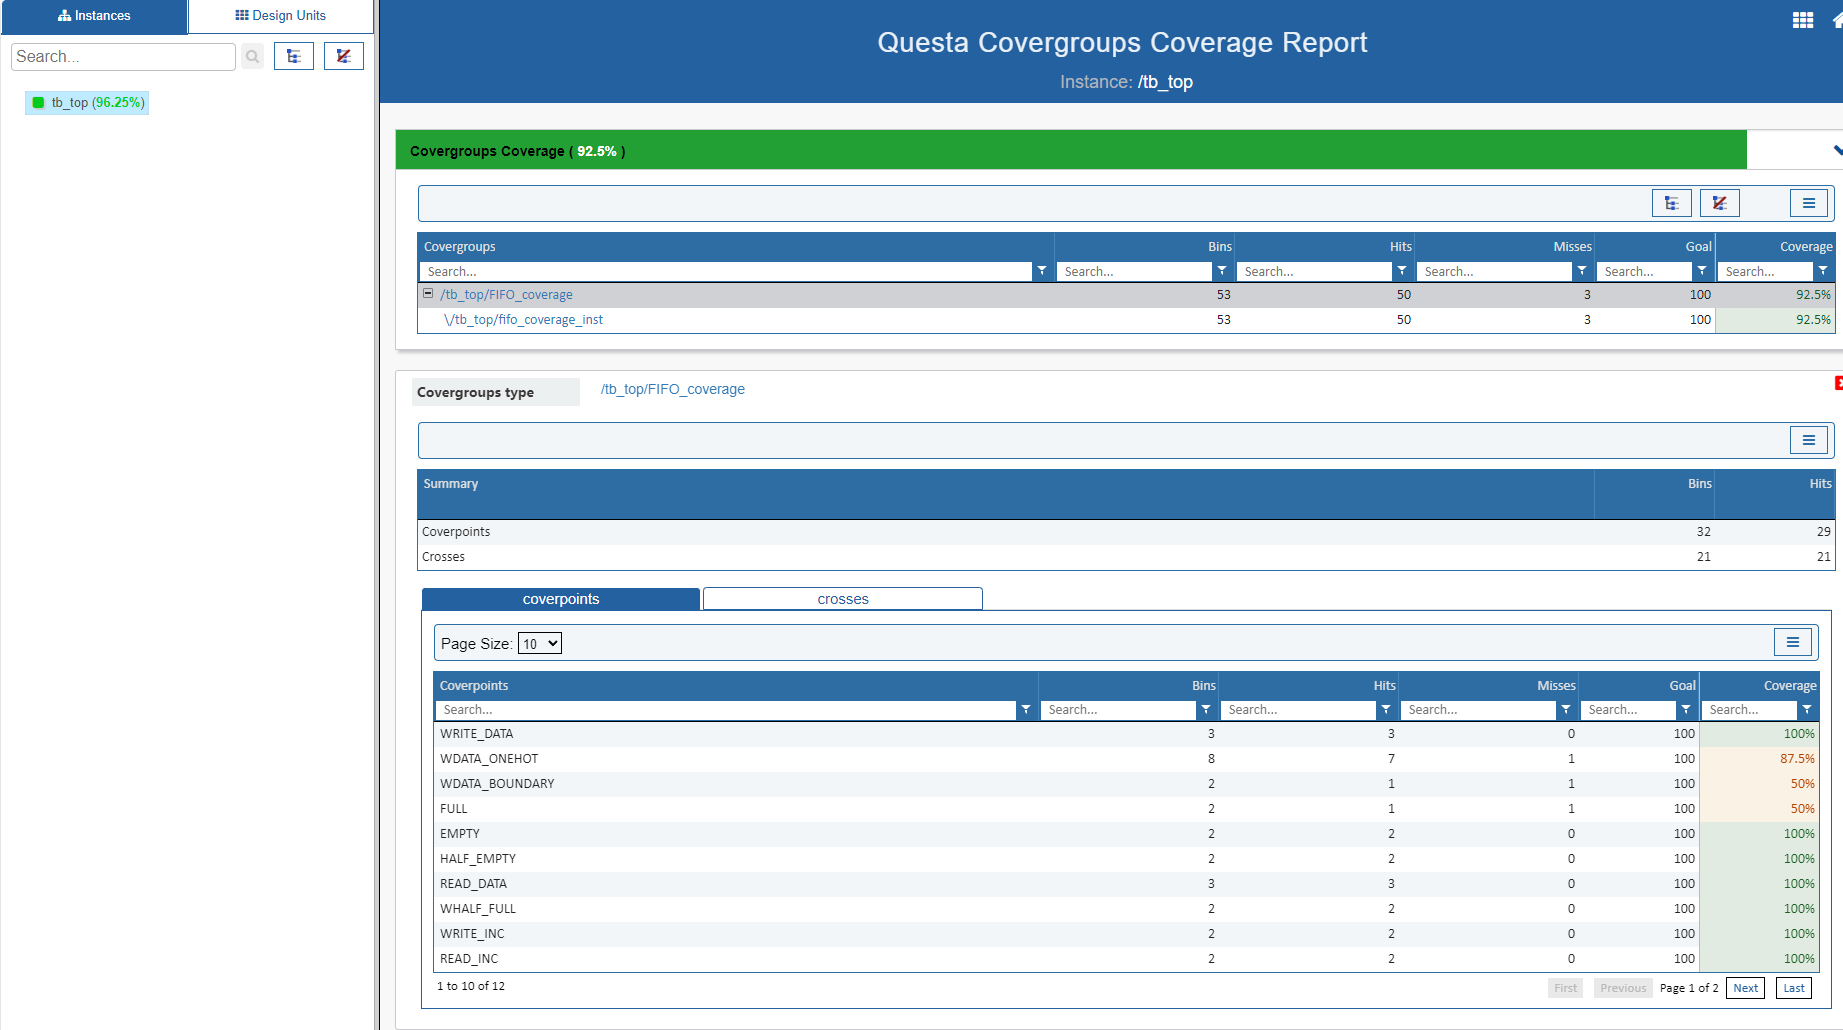 Instances Design Units
Search...
tb_top (96.25%)
Questa Covergroups Coverage Report
Instance: /tb_top
Covergroups Coverage ( 92.5% )
Covergroups Bins Hits Misses Goal Coverage
Search... Search... Search... Search... Search... Search...
/tb_top/FIFO_coverage 53 50 3 100 92.5%
\/tb_top/fifo_coverage_inst 53 50 3 100 92.5%
Covergroups type /tb_top/FIFO_coverage
Summary Bins Hits
Coverpoints 32 29
Crosses 21 21
coverpoints crosses
Page Size: 10
Coverpoints Bins Hits Misses Goal Coverage
Search... Search... Search... Search... Search... Search...
WRITE_DATA 3 3 0 100 100%
WDATA_ONEHOT 8 7 1 100 87.5%
WDATA_BOUNDARY 2 1 1 100 50%
FULL 2 1 1 100 50%
EMPTY 2 2 0 100 100%
HALF_EMPTY 2 2 0 100 100%
READ_DATA 3 3 0 100 100%
WHALF_FULL 2 2 0 100 100%
WRITE_INC 2 2 0 100 100%
READ_INC 2 2 0 100 100%
1 to 10 of 12 First Previous Page 1 of 2 Next Last